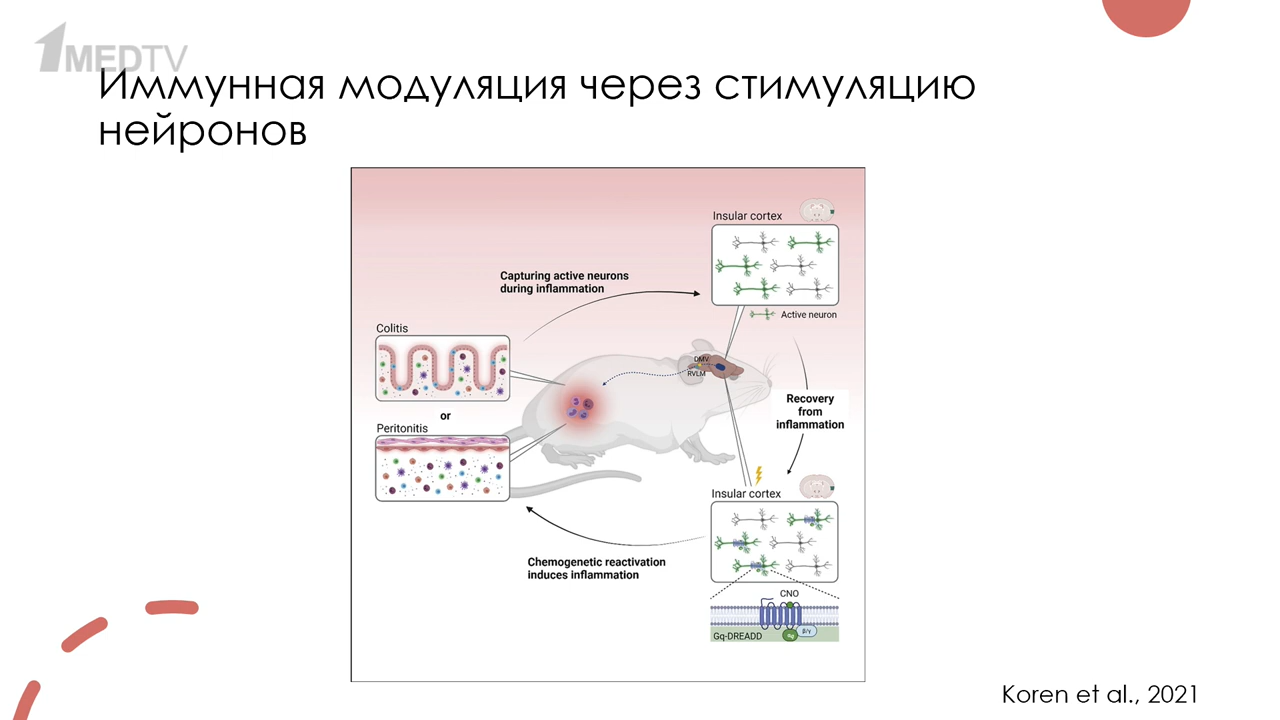 1MEDTV
Иммунная модуляция через стимуляцию
нейронов
Insular cortex
Capturing active neurons
during inflammation
Active neuron
Colitis
DMV
RVLM
or
Recovery
from
inflammation
Peritonitis
Insular cortex
Chemogenetic reactivation
induces inflammation
CNO
Gq-DREADD
αq
β/γ
Koren et al., 2021